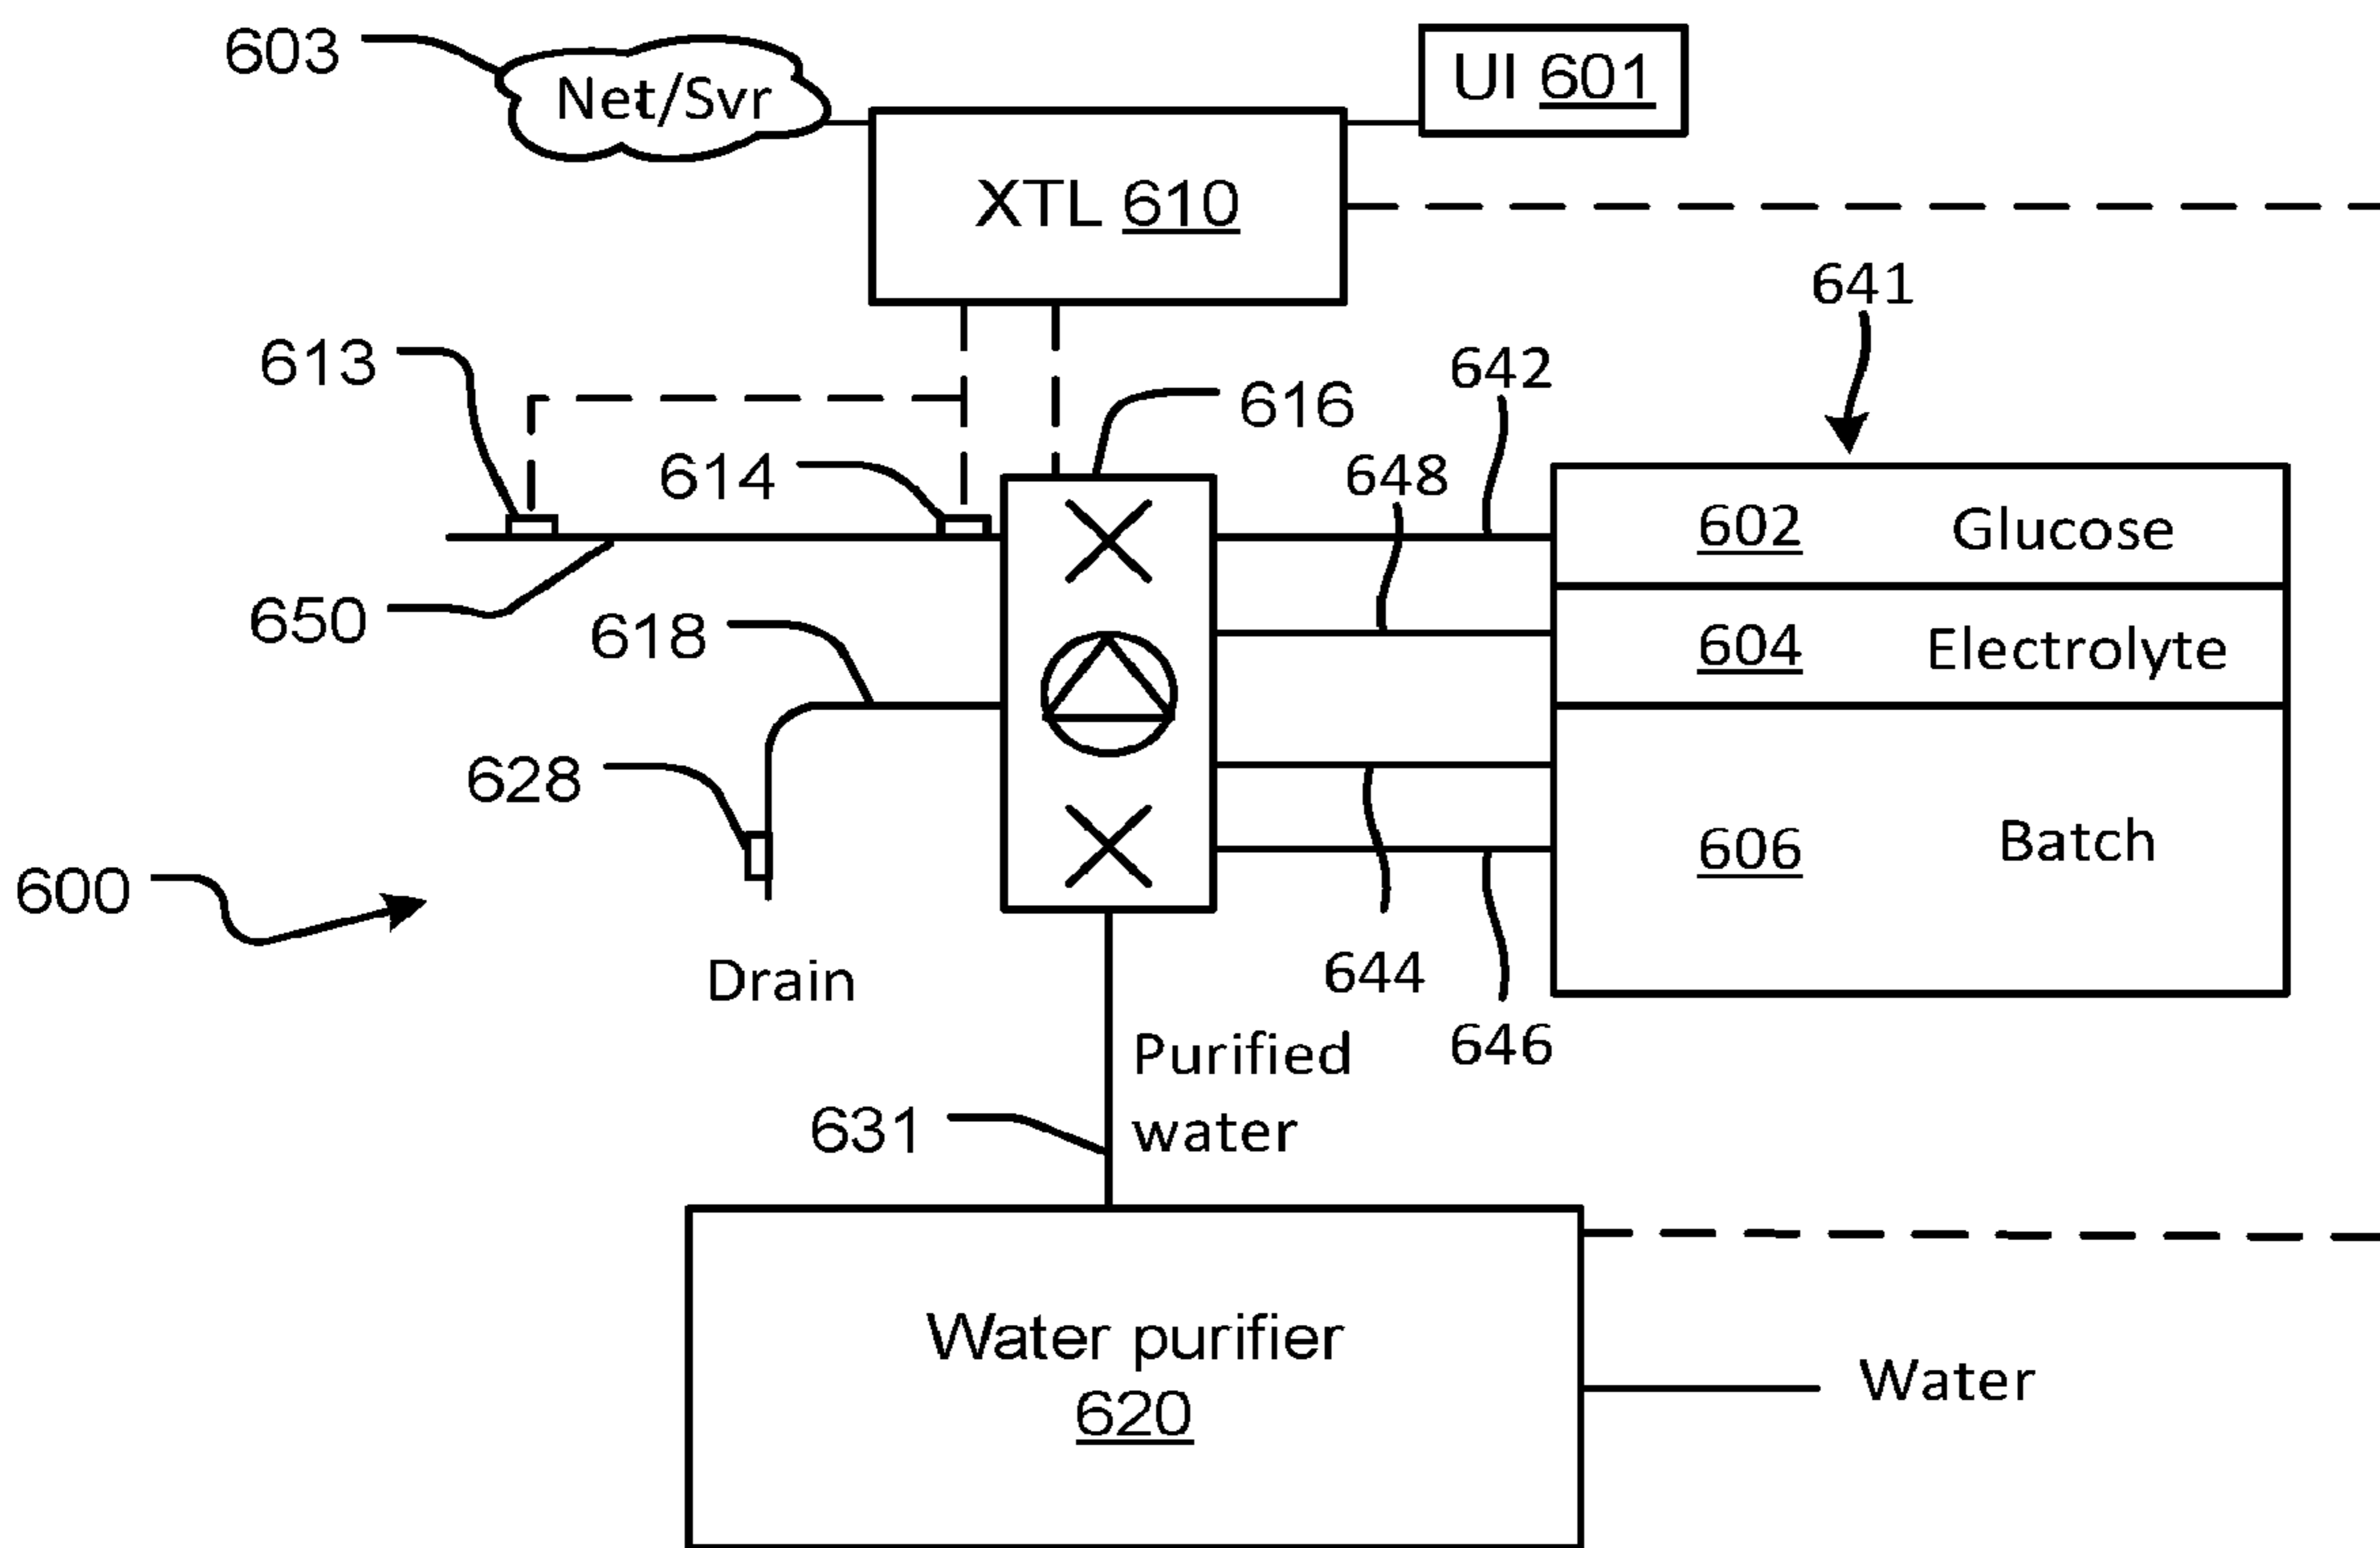 603
Net/Svr
UI 601
XTL 610
641
613
642
616
614
648
602 Glucose
650
618
604 Electrolyte
628
606 Batch
600
Drain
644
646
Purified
water
631
Water purifier
620
Water